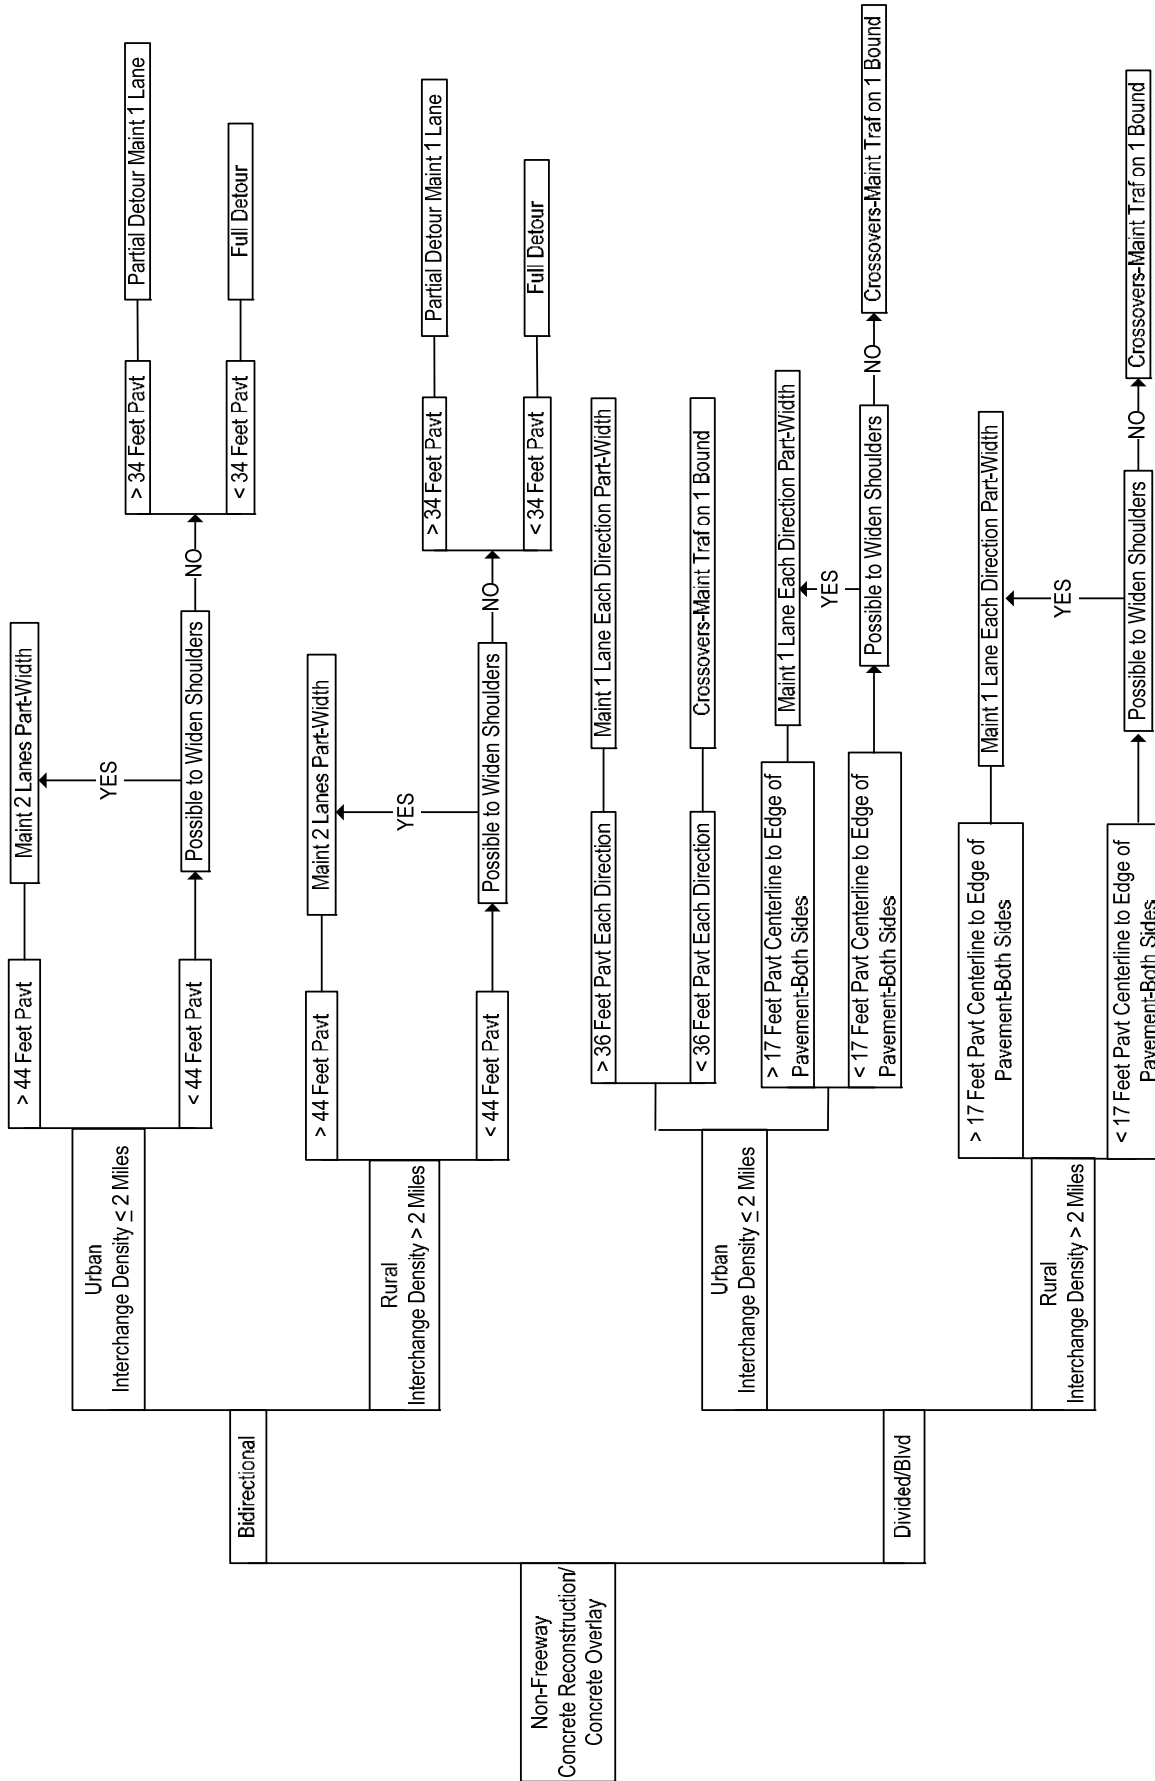 Non-Freeway
Concrete Reconstruction/
Concrete Overlay
Bidirectional
Urban
Interchange Density ≤ 2 Miles
> 44 Feet Pavt
Maint 2 Lanes Part-Width
< 44 Feet Pavt
Possible to Widen Shoulders
YES
NO
> 34 Feet Pavt
Partial Detour Maint 1 Lane
< 34 Feet Pavt
Full Detour
Rural
Interchange Density > 2 Miles
> 44 Feet Pavt
Maint 2 Lanes Part-Width
< 44 Feet Pavt
Possible to Widen Shoulders
YES
NO
> 34 Feet Pavt
Partial Detour Maint 1 Lane
< 34 Feet Pavt
Full Detour
Divided/Blvd
Urban
Interchange Density ≤ 2 Miles
> 36 Feet Pavt Each Direction
Maint 1 Lane Each Direction Part-Width
< 36 Feet Pavt Each Direction
Crossovers-Maint Traf on 1 Bound
> 17 Feet Pavt Centerline to Edge of
Pavement-Both Sides
Maint 1 Lane Each Direction Part-Width
< 17 Feet Pavt Centerline to Edge of
Pavement-Both Sides
Possible to Widen Shoulders
YES
NO
Crossovers-Maint Traf on 1 Bound
Rural
Interchange Density > 2 Miles
> 17 Feet Pavt Centerline to Edge of
Pavement-Both Sides
Maint 1 Lane Each Direction Part-Width
< 17 Feet Pavt Centerline to Edge of
Pavement-Both Sides
Possible to Widen Shoulders
YES
NO
Crossovers-Maint Traf on 1 Bound